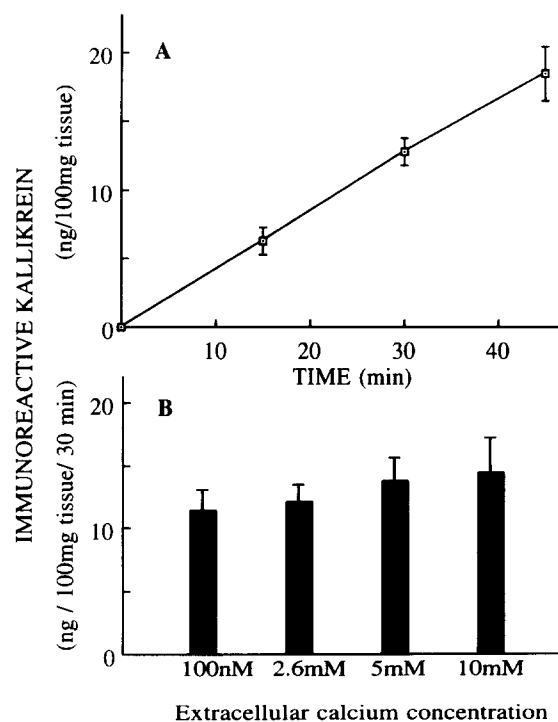 A
20
10
0
10
20
30
40
TIME (min)
IMMUNOREACTIVE KALLIKREIN
(ng/100mg tissue)
B
20
10
0
(ng / 100mg tissue/ 30 min)
100nM
2.6mM
5mM
10mM
Extracellular calcium concentration